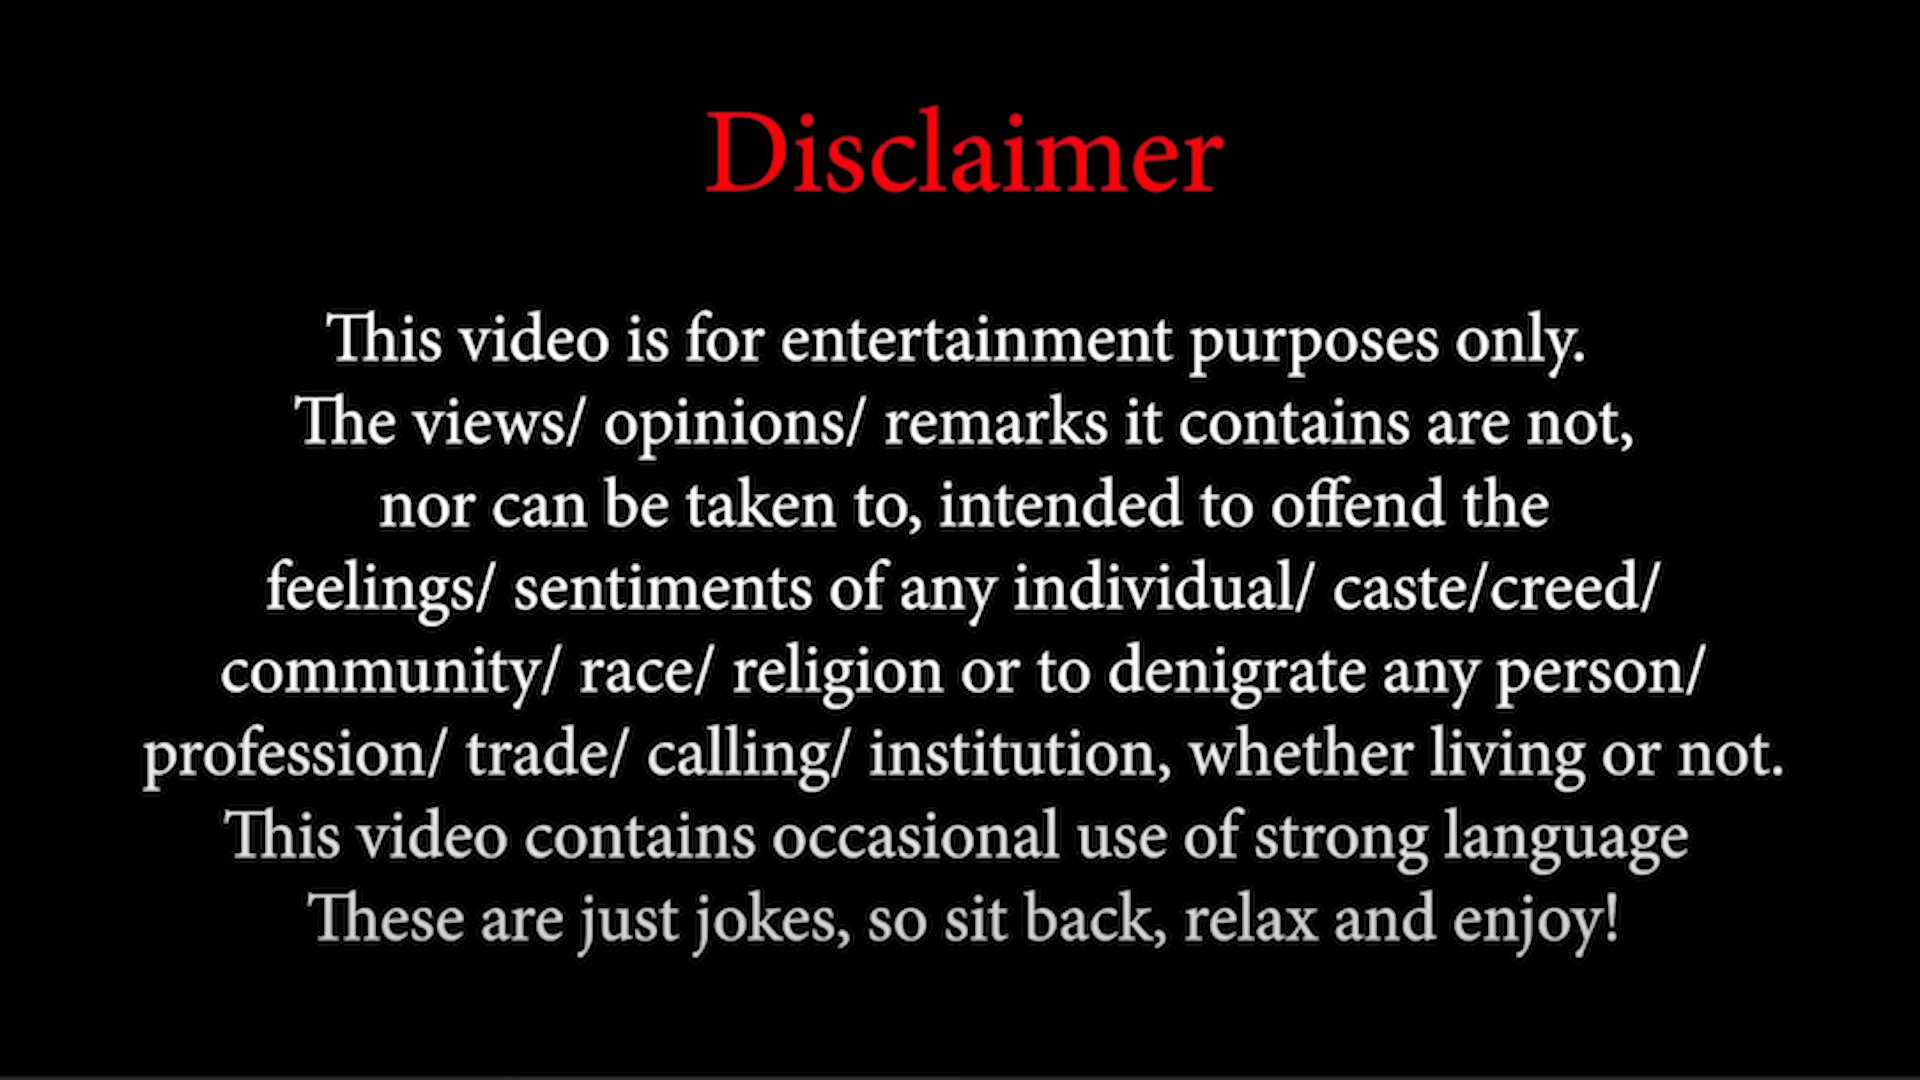 Disclaimer
This video is for entertainment purposes only.
The views/ opinions/ remarks it contains are not,
nor can be taken to, intended to offend the
feelings/ sentiments of any individual/ caste/creed/
community/ race/ religion or to denigrate any person/
profession/ trade/ calling/ institution, whether living or not.
This video contains occasional use of strong language
These are just jokes, so sit back, relax and enjoy!